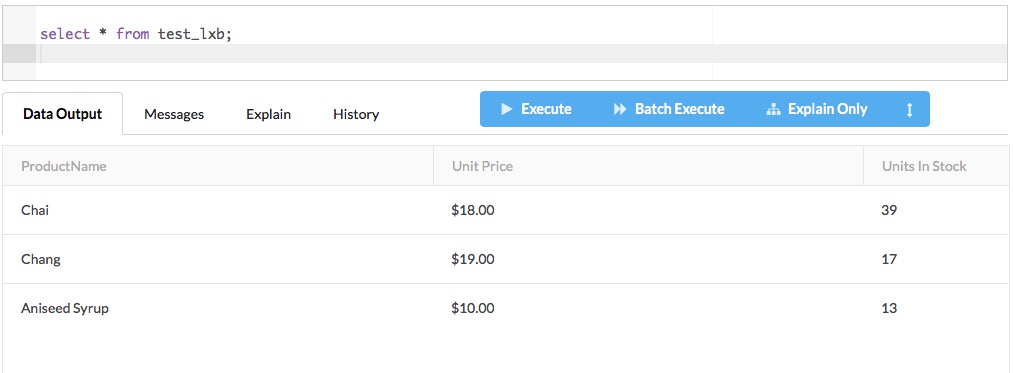 select * from test_lxb;
Data Output Messages Explain History Execute Batch Execute Explain Only
ProductName Unit Price Units In Stock
Chai $18.00 39
Chang $19.00 17
Aniseed Syrup $10.00 13